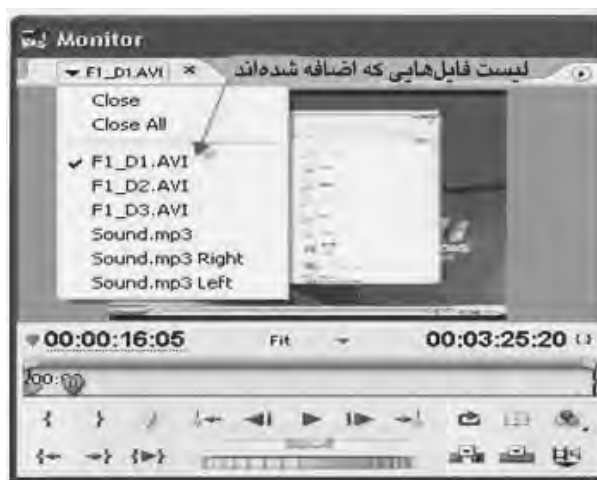 Monitor
F1_D1.AVI × لیست فایل‌هایی که اضافه شده‌اند
Close
Close All
F1_D1.AVI
F1_D2.AVI
F1_D3.AVI
Sound.mp3
Sound.mp3 Right
Sound.mp3 Left
00:00:16:05 Fit 00:03:25:20